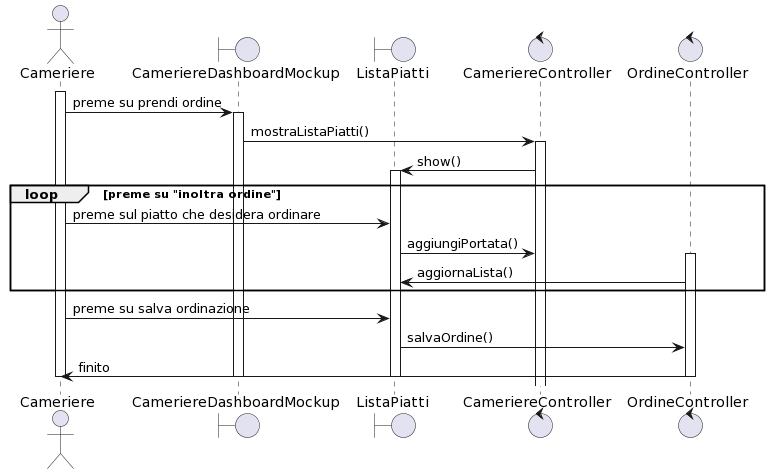 Cameriere
CameriereDashboardMockup
ListaPiatti
CameriereController
OrdineController
preme su prendi ordine
mostraListaPiatti()
show()
loop
[preme su "inoltra ordine"]
preme sul piatto che desidera ordinare
aggiungiPortata()
aggiornaLista()
preme su salva ordinazione
salvaOrdine()
finito
Cameriere
CameriereDashboardMockup
ListaPiatti
CameriereController
OrdineController